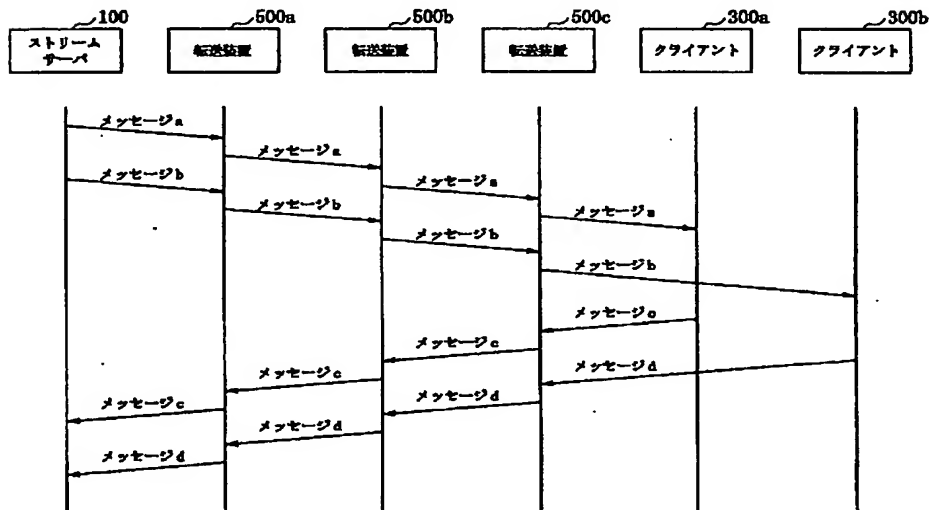 100
500a
500b
500c
300a
300b
ストリーム
サーバ
転送装置
転送装置
転送装置
クライアント
クライアント
メッセージa
メッセージa
メッセージb
メッセージa
メッセージb
メッセージa
メッセージb
メッセージb
メッセージc
メッセージc
メッセージd
メッセージc
メッセージd
メッセージc
メッセージd
メッセージd